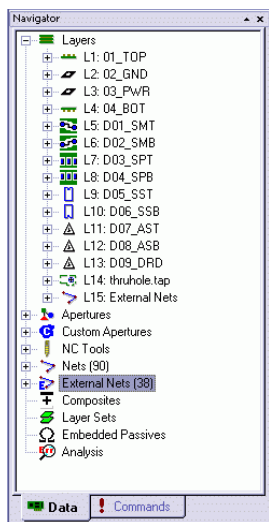 Navigator
Layers
L1: 01_TOP
L2: 02_GND
L3: 03_PWR
L4: 04_BOT
L5: D01_SMT
L6: D02_SMB
L7: D03_SPT
L8: D04_SPB
L9: D05_SST
L10: D06_SSB
L11: D07_AST
L12: D08_ASB
L13: D09_DRD
L14: thruhole.tap
L15: External Nets
Apertures
Custom Apertures
NC Tools
Nets (90)
External Nets (38)
Composites
Layer Sets
Embedded Passives
Analysis
Data Commands